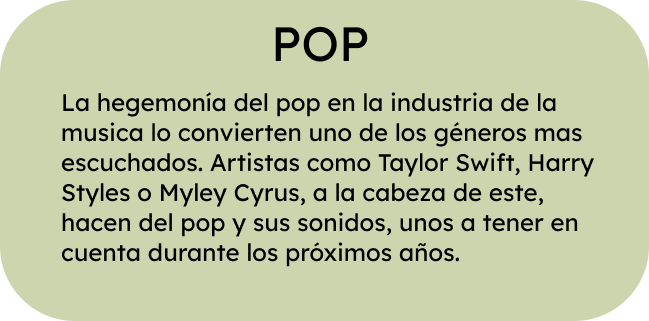 POP
La hegemonía del pop en la industria de la
musica lo convierten uno de los géneros mas
escuchados. Artistas como Taylor Swift, Harry
Styles o Myley Cyrus, a la cabeza de este,
hacen del pop y sus sonidos, unos a tener en
cuenta durante los próximos años.